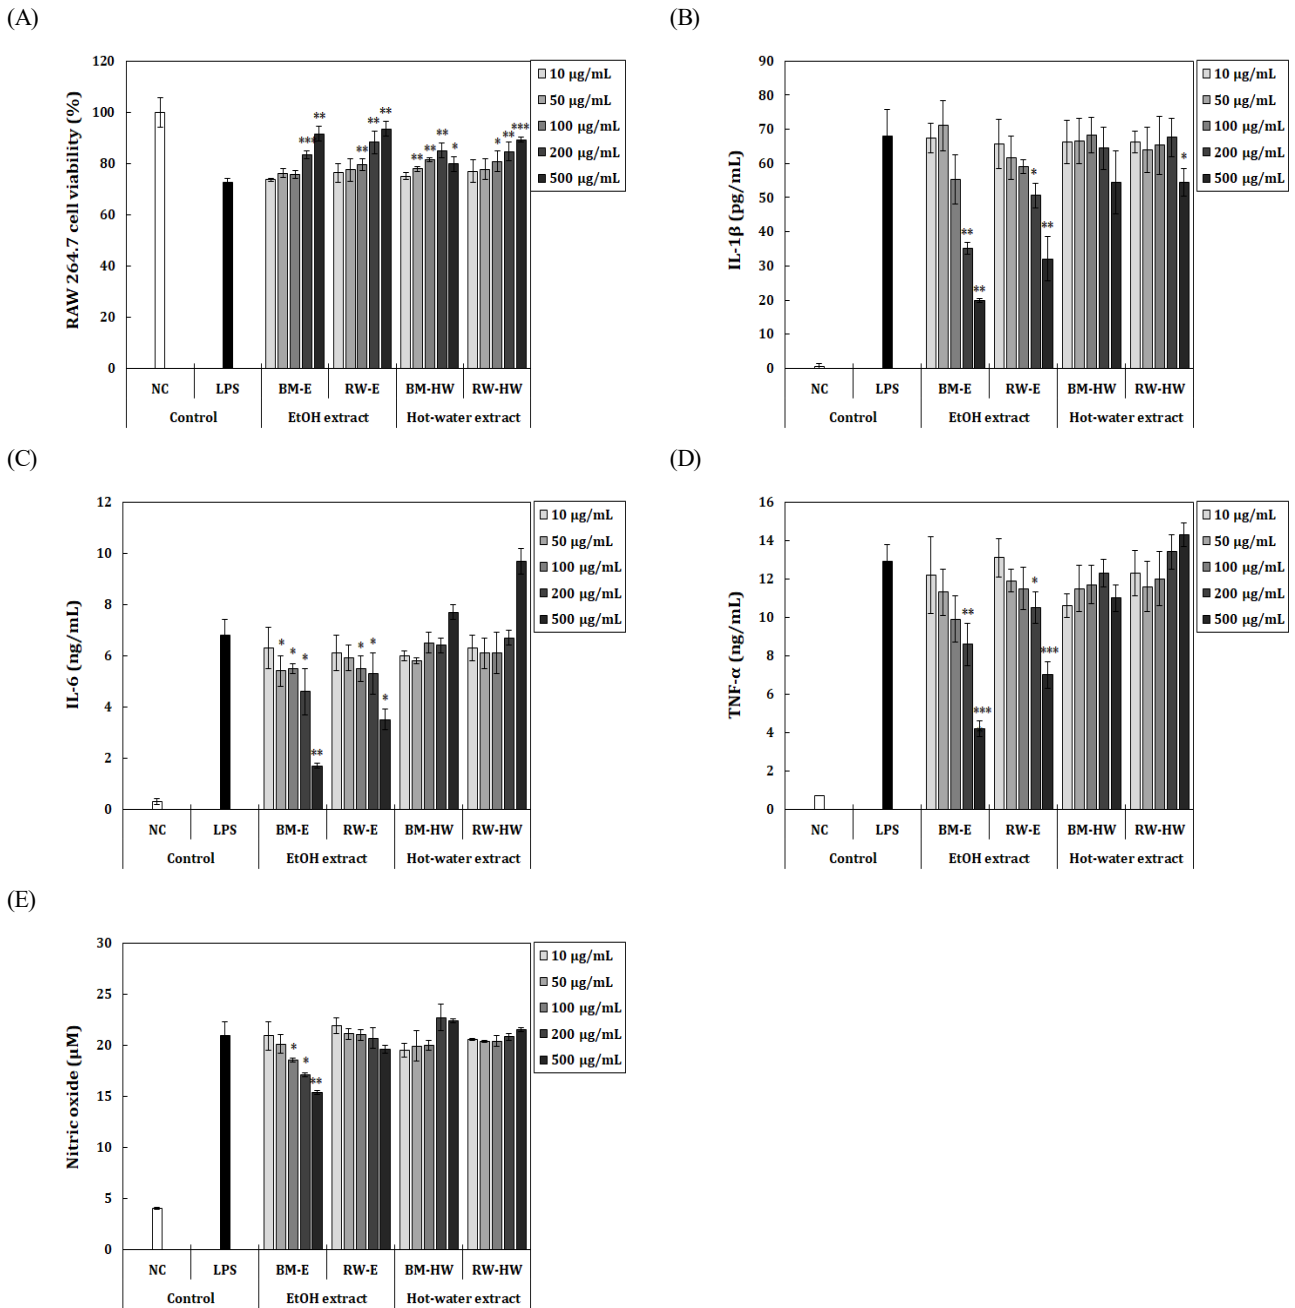 (A)
RAW 264.7 cell viability (%)
120
100
80
60
40
20
0
*** ** ** ** ** ** ** ** * * ** ***
10 µg/mL
50 µg/mL
100 µg/mL
200 µg/mL
500 µg/mL
NC LPS BM-E RW-E BM-HW RW-HW
Control EtOH extract Hot-water extract
(B)
IL-1β (pg/mL)
90
80
70
60
50
40
30
20
10
0
** ** * ** *
10 µg/mL
50 µg/mL
100 µg/mL
200 µg/mL
500 µg/mL
NC LPS BM-E RW-E BM-HW RW-HW
Control EtOH extract Hot-water extract
(C)
IL-6 (ng/mL)
12
10
8
6
4
2
0
* * * ** * * *
10 µg/mL
50 µg/mL
100 µg/mL
200 µg/mL
500 µg/mL
NC LPS BM-E RW-E BM-HW RW-HW
Control EtOH extract Hot-water extract
(D)
TNF-α (ng/mL)
16
14
12
10
8
6
4
2
0
** *** * ***
10 µg/mL
50 µg/mL
100 µg/mL
200 µg/mL
500 µg/mL
NC LPS BM-E RW-E BM-HW RW-HW
Control EtOH extract Hot-water extract
(E)
Nitric oxide (µM)
30
25
20
15
10
5
0
* * **
10 µg/mL
50 µg/mL
100 µg/mL
200 µg/mL
500 µg/mL
NC LPS BM-E RW-E BM-HW RW-HW
Control EtOH extract Hot-water extract